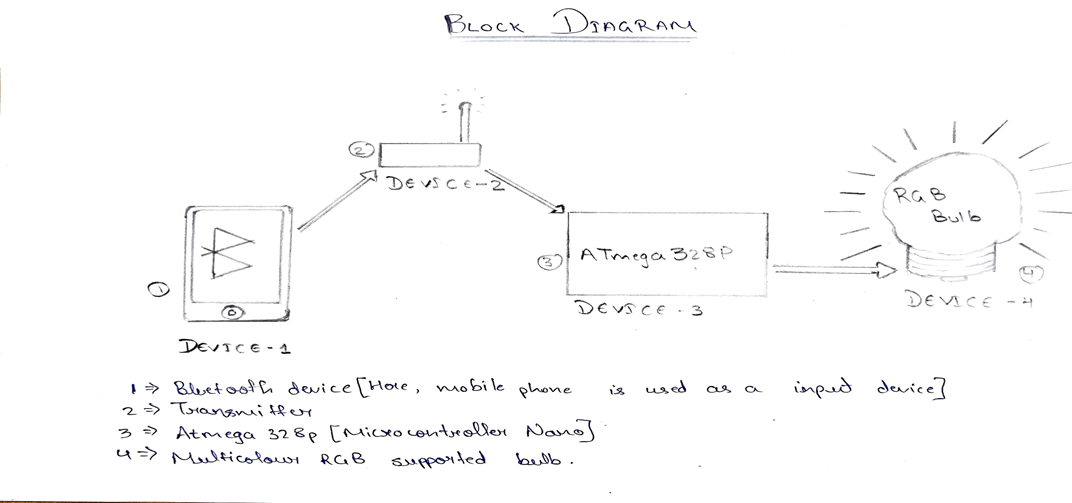 BLOCK DIAGRAM
②
DEVICE-2
RGB
Bulb
③
ATmega 328P
①
④
DEVICE - 4
DEVICE - 3
DEVICE - 1
1 ⇒ Bluetooth device [Here, mobile phone is used as a input device]
2 ⇒ Transmitter
3 ⇒ Atmega 328p [Microcontroller Nano]
4 ⇒ Multicolour RGB supported bulb.